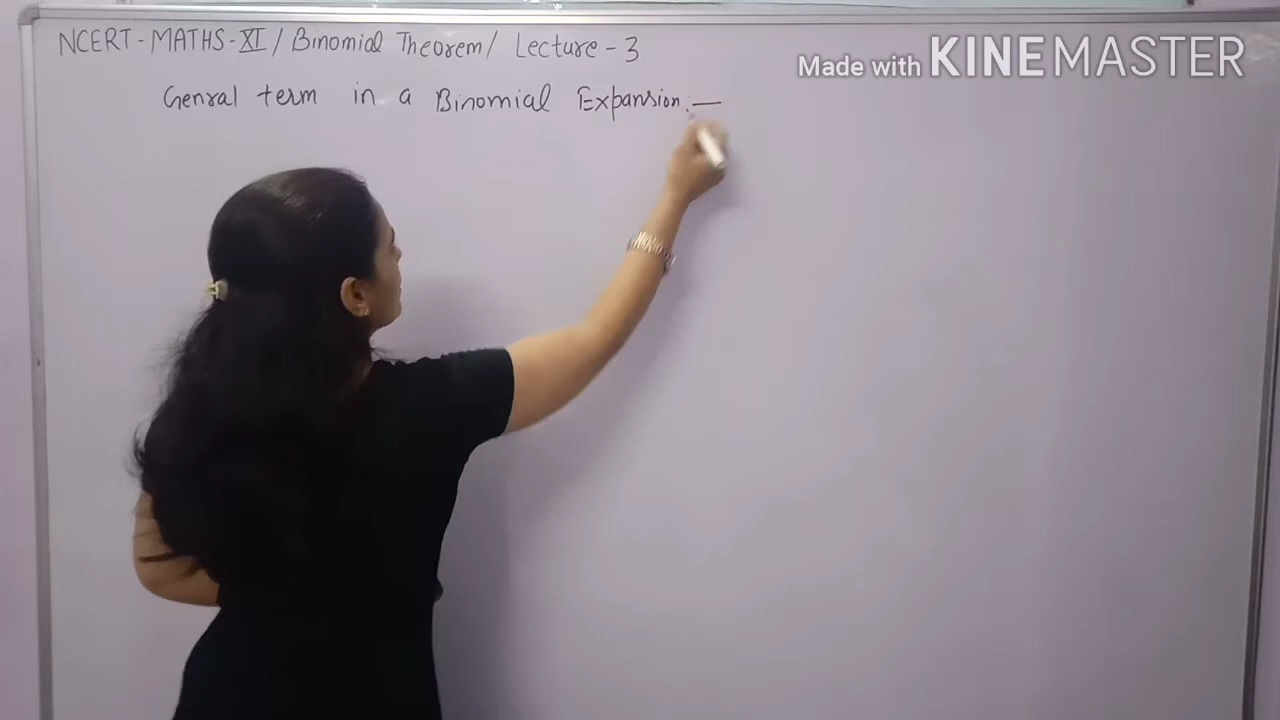 NCERT-MATHS-XI/Binomial Theorem/ Lecture-3
Made with KINEMASTER
Genral term in a Binomial Expansion:—